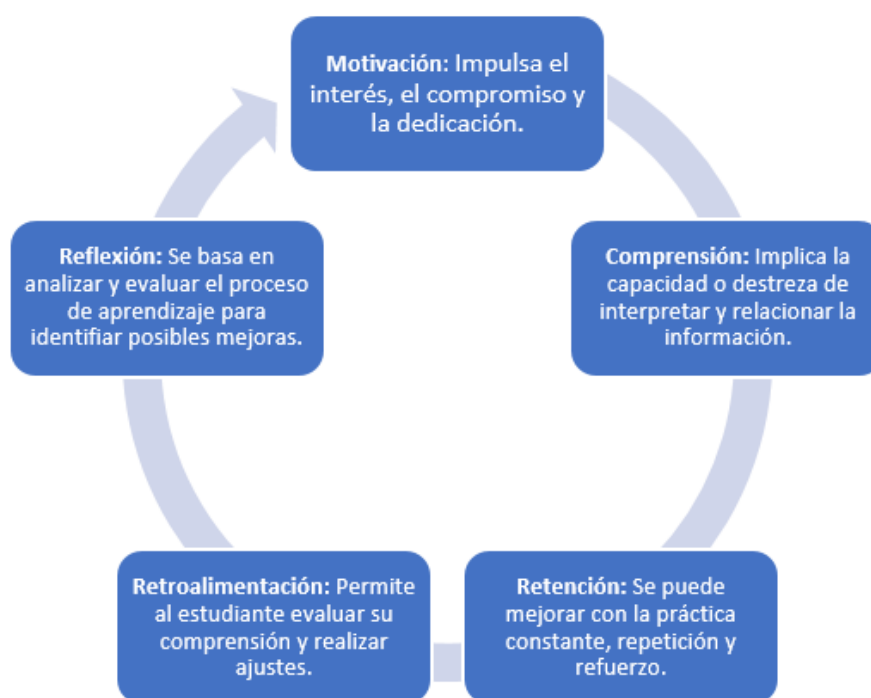 Motivación: Impulsa el
interés, el compromiso y
la dedicación.
Comprensión: Implica la
capacidad o destreza de
interpretar y relacionar la
información.
Retención: Se puede
mejorar con la práctica
constante, repetición y
refuerzo.
Retroalimentación: Permite
al estudiante evaluar su
comprensión y realizar
ajustes.
Reflexión: Se basa en
analizar y evaluar el proceso
de aprendizaje para
identifiar posibles mejoras.